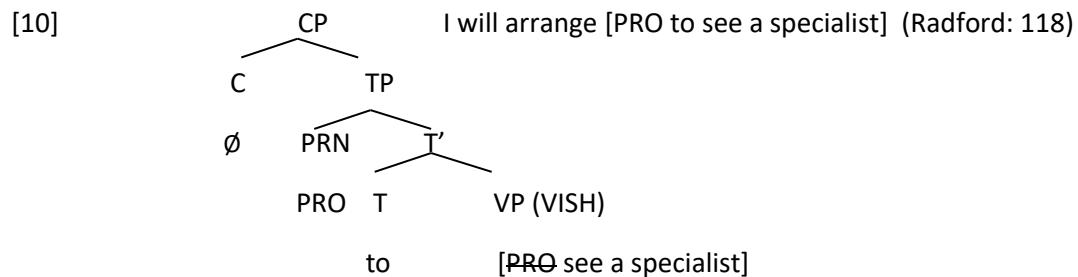 [10] CP I will arrange [PRO to see a specialist] (Radford: 118)
C TP
Ø PRN T’
PRO T VP (VISH)
to [PRO see a specialist]